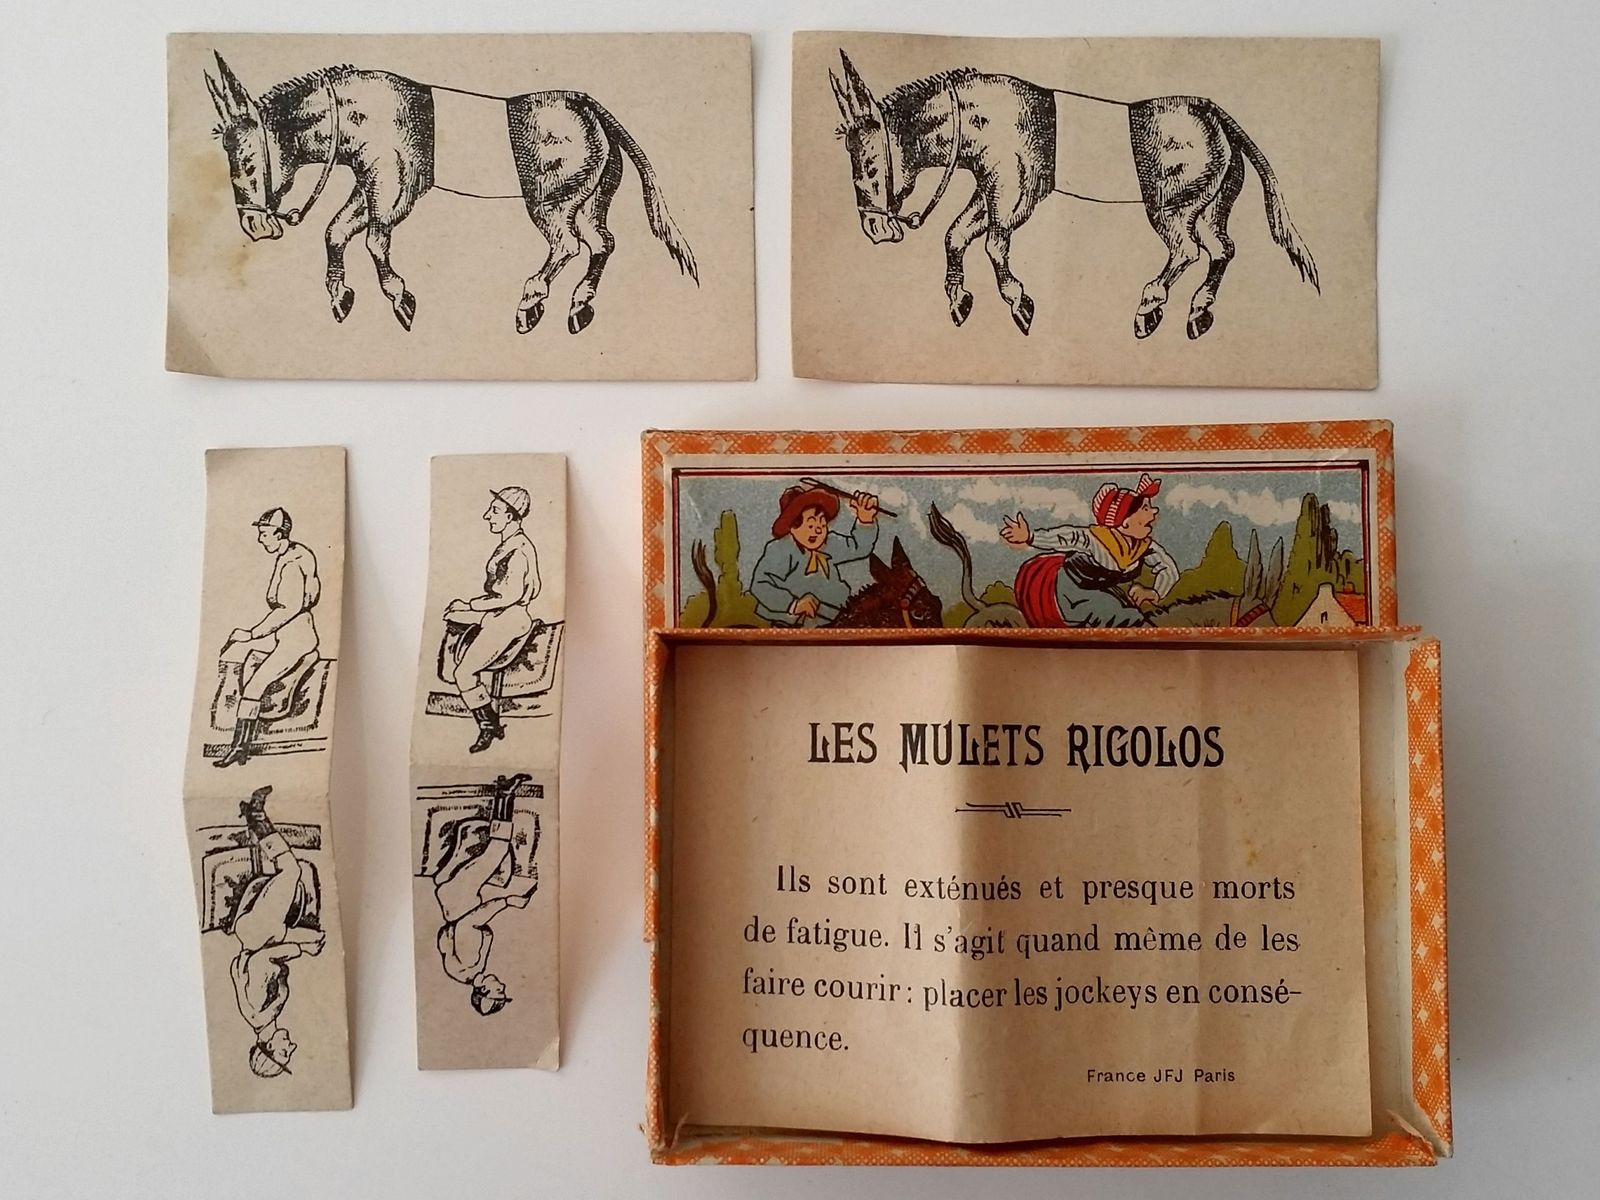 LES MULETS RIGOLOS
Ils sont exténués et presque morts
de fatigue. Il s'agit quand même de les
faire courir : placer les jockeys en consé-
quence.
France JFJ Paris